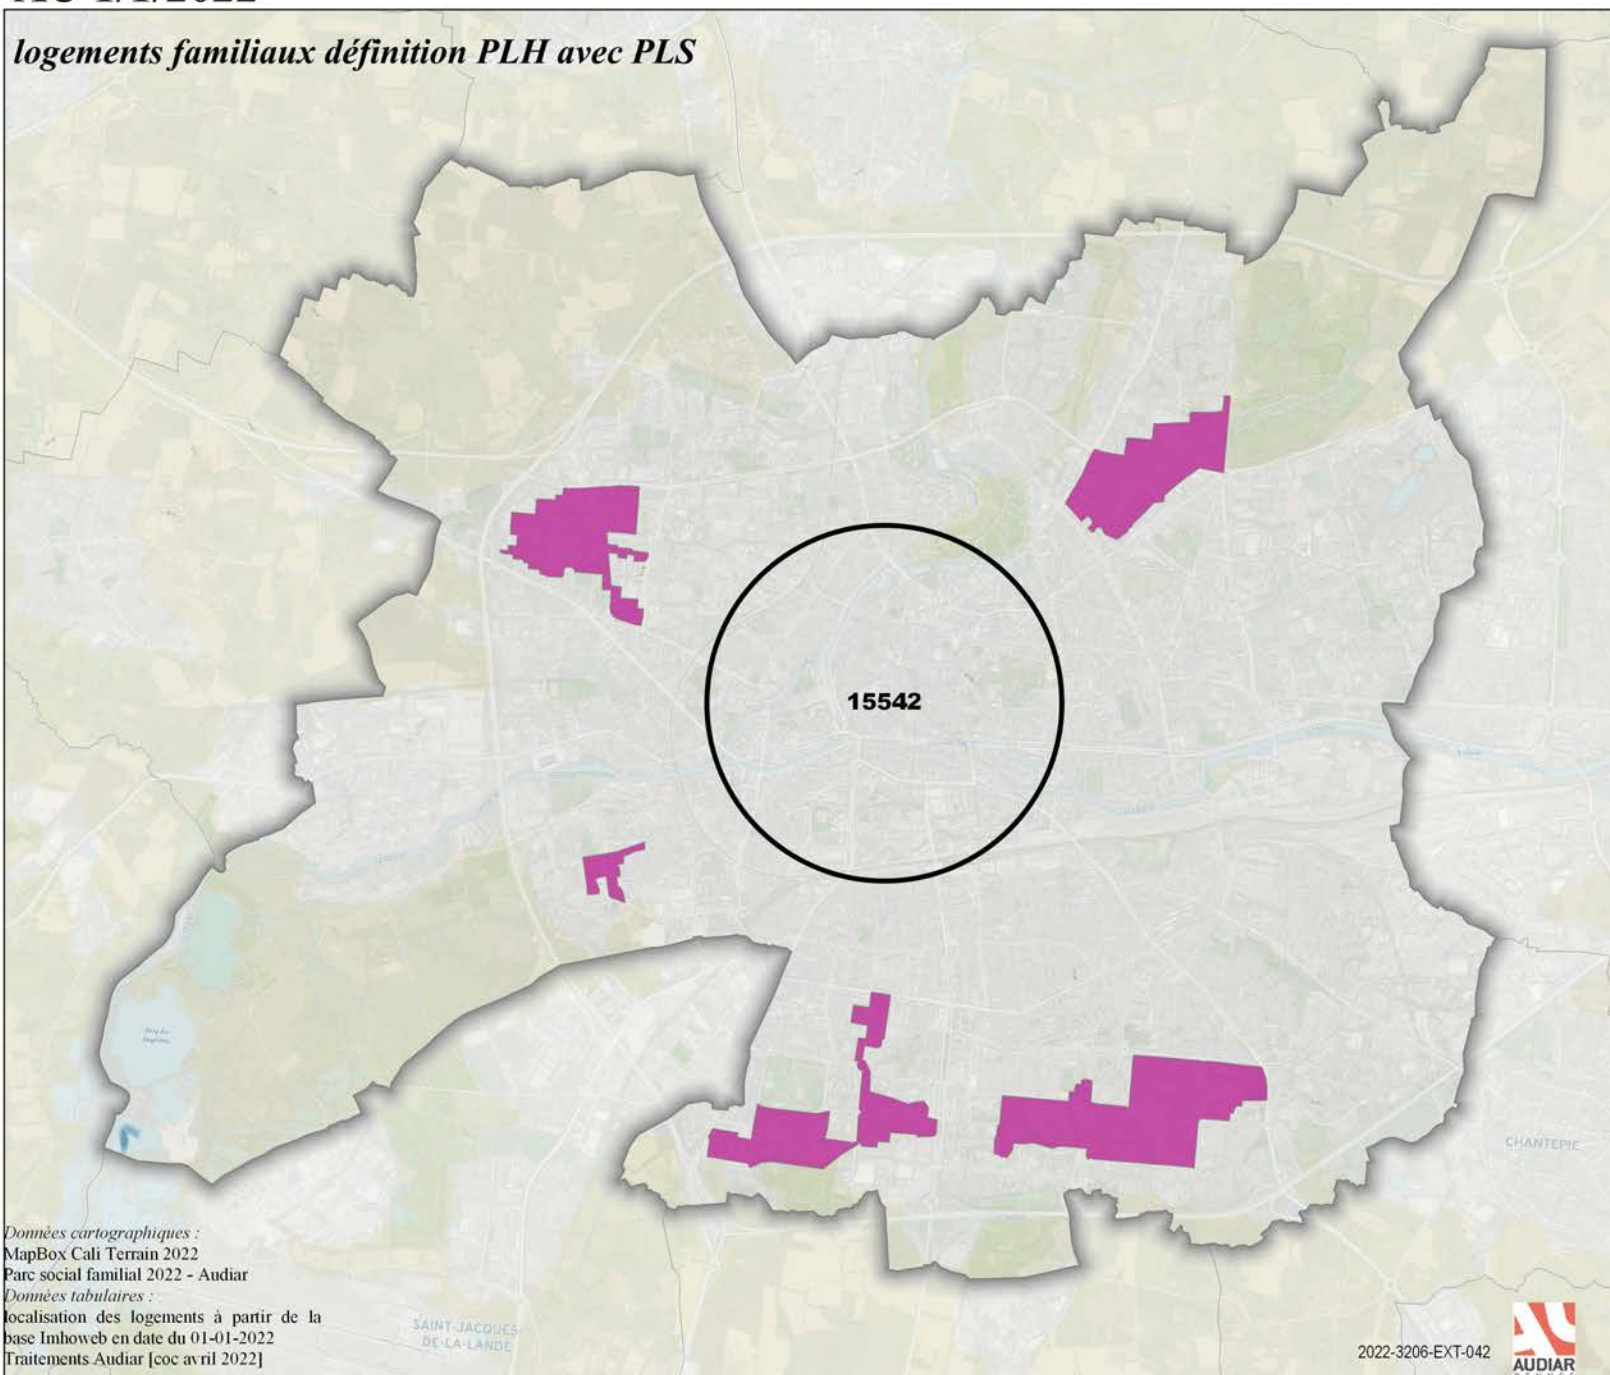 logements familiaux définition PLH avec PLS
15542
CHANTEPIE
Données cartographiques :
MapBox Cali Terrain 2022
Parc social familial 2022 - Audiar
Données tabulaires :
localisation des logements à partir de la
base Imhoweb en date du 01-01-2022
Traitements Audiar [coc avril 2022]
SAINT-JACQUES-
DE-LA-LANDE
2022-3206-EXT-042
AUDIAR